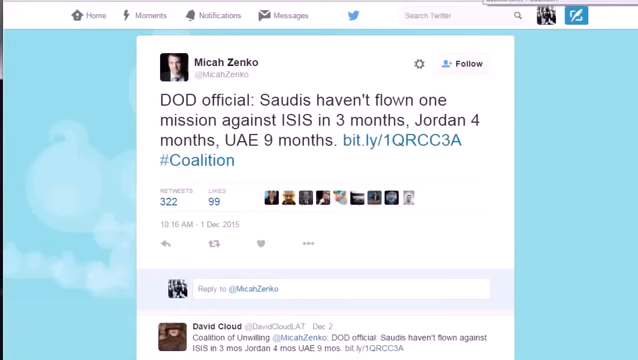 Home Moments Notifications Messages Search Twitter
Micah Zenko
@MicahZenko
Follow
DOD official: Saudis haven't flown one
mission against ISIS in 3 months, Jordan 4
months, UAE 9 months. bit.ly/1QRCC3A
#Coalition
RETWEETS LIKES
322 99
10:16 AM - 1 Dec 2015
Reply to @MicahZenko
David Cloud @DavidCloudLAT Dec 2
Coalition of Unwilling @MicahZenko: DOD official: Saudis haven't flown against
ISIS in 3 mos Jordan 4 mos UAE 9 mos. bit.ly/1QRCC3A